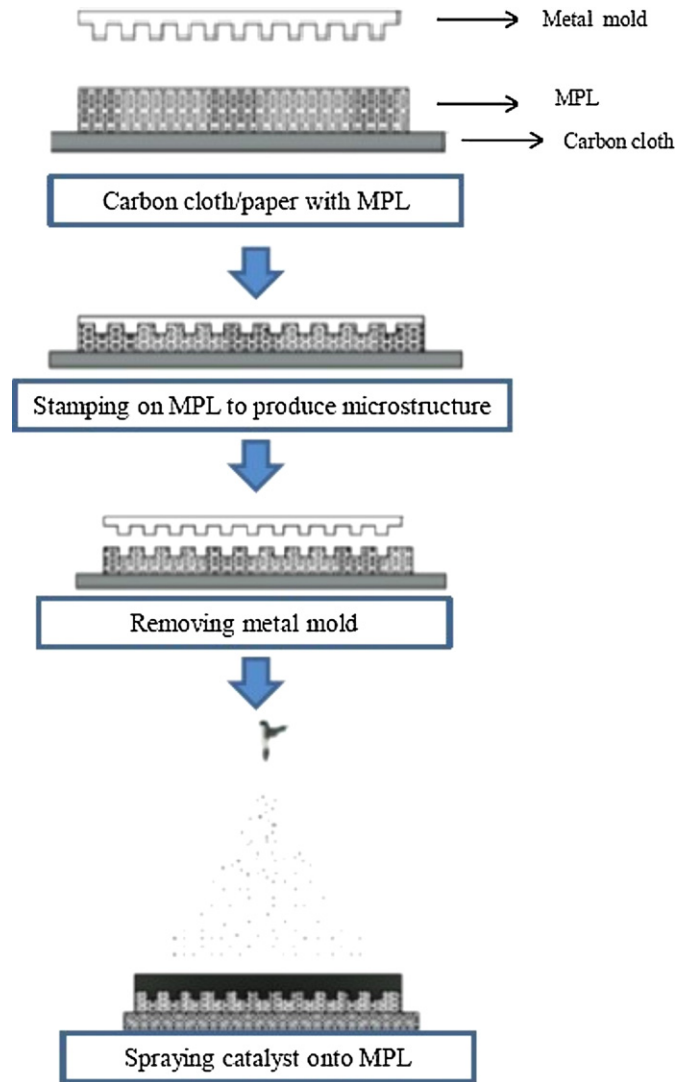 Metal mold
MPL
Carbon cloth
Carbon cloth/paper with MPL
Stamping on MPL to produce microstructure
Removing metal mold
Spraying catalyst onto MPL